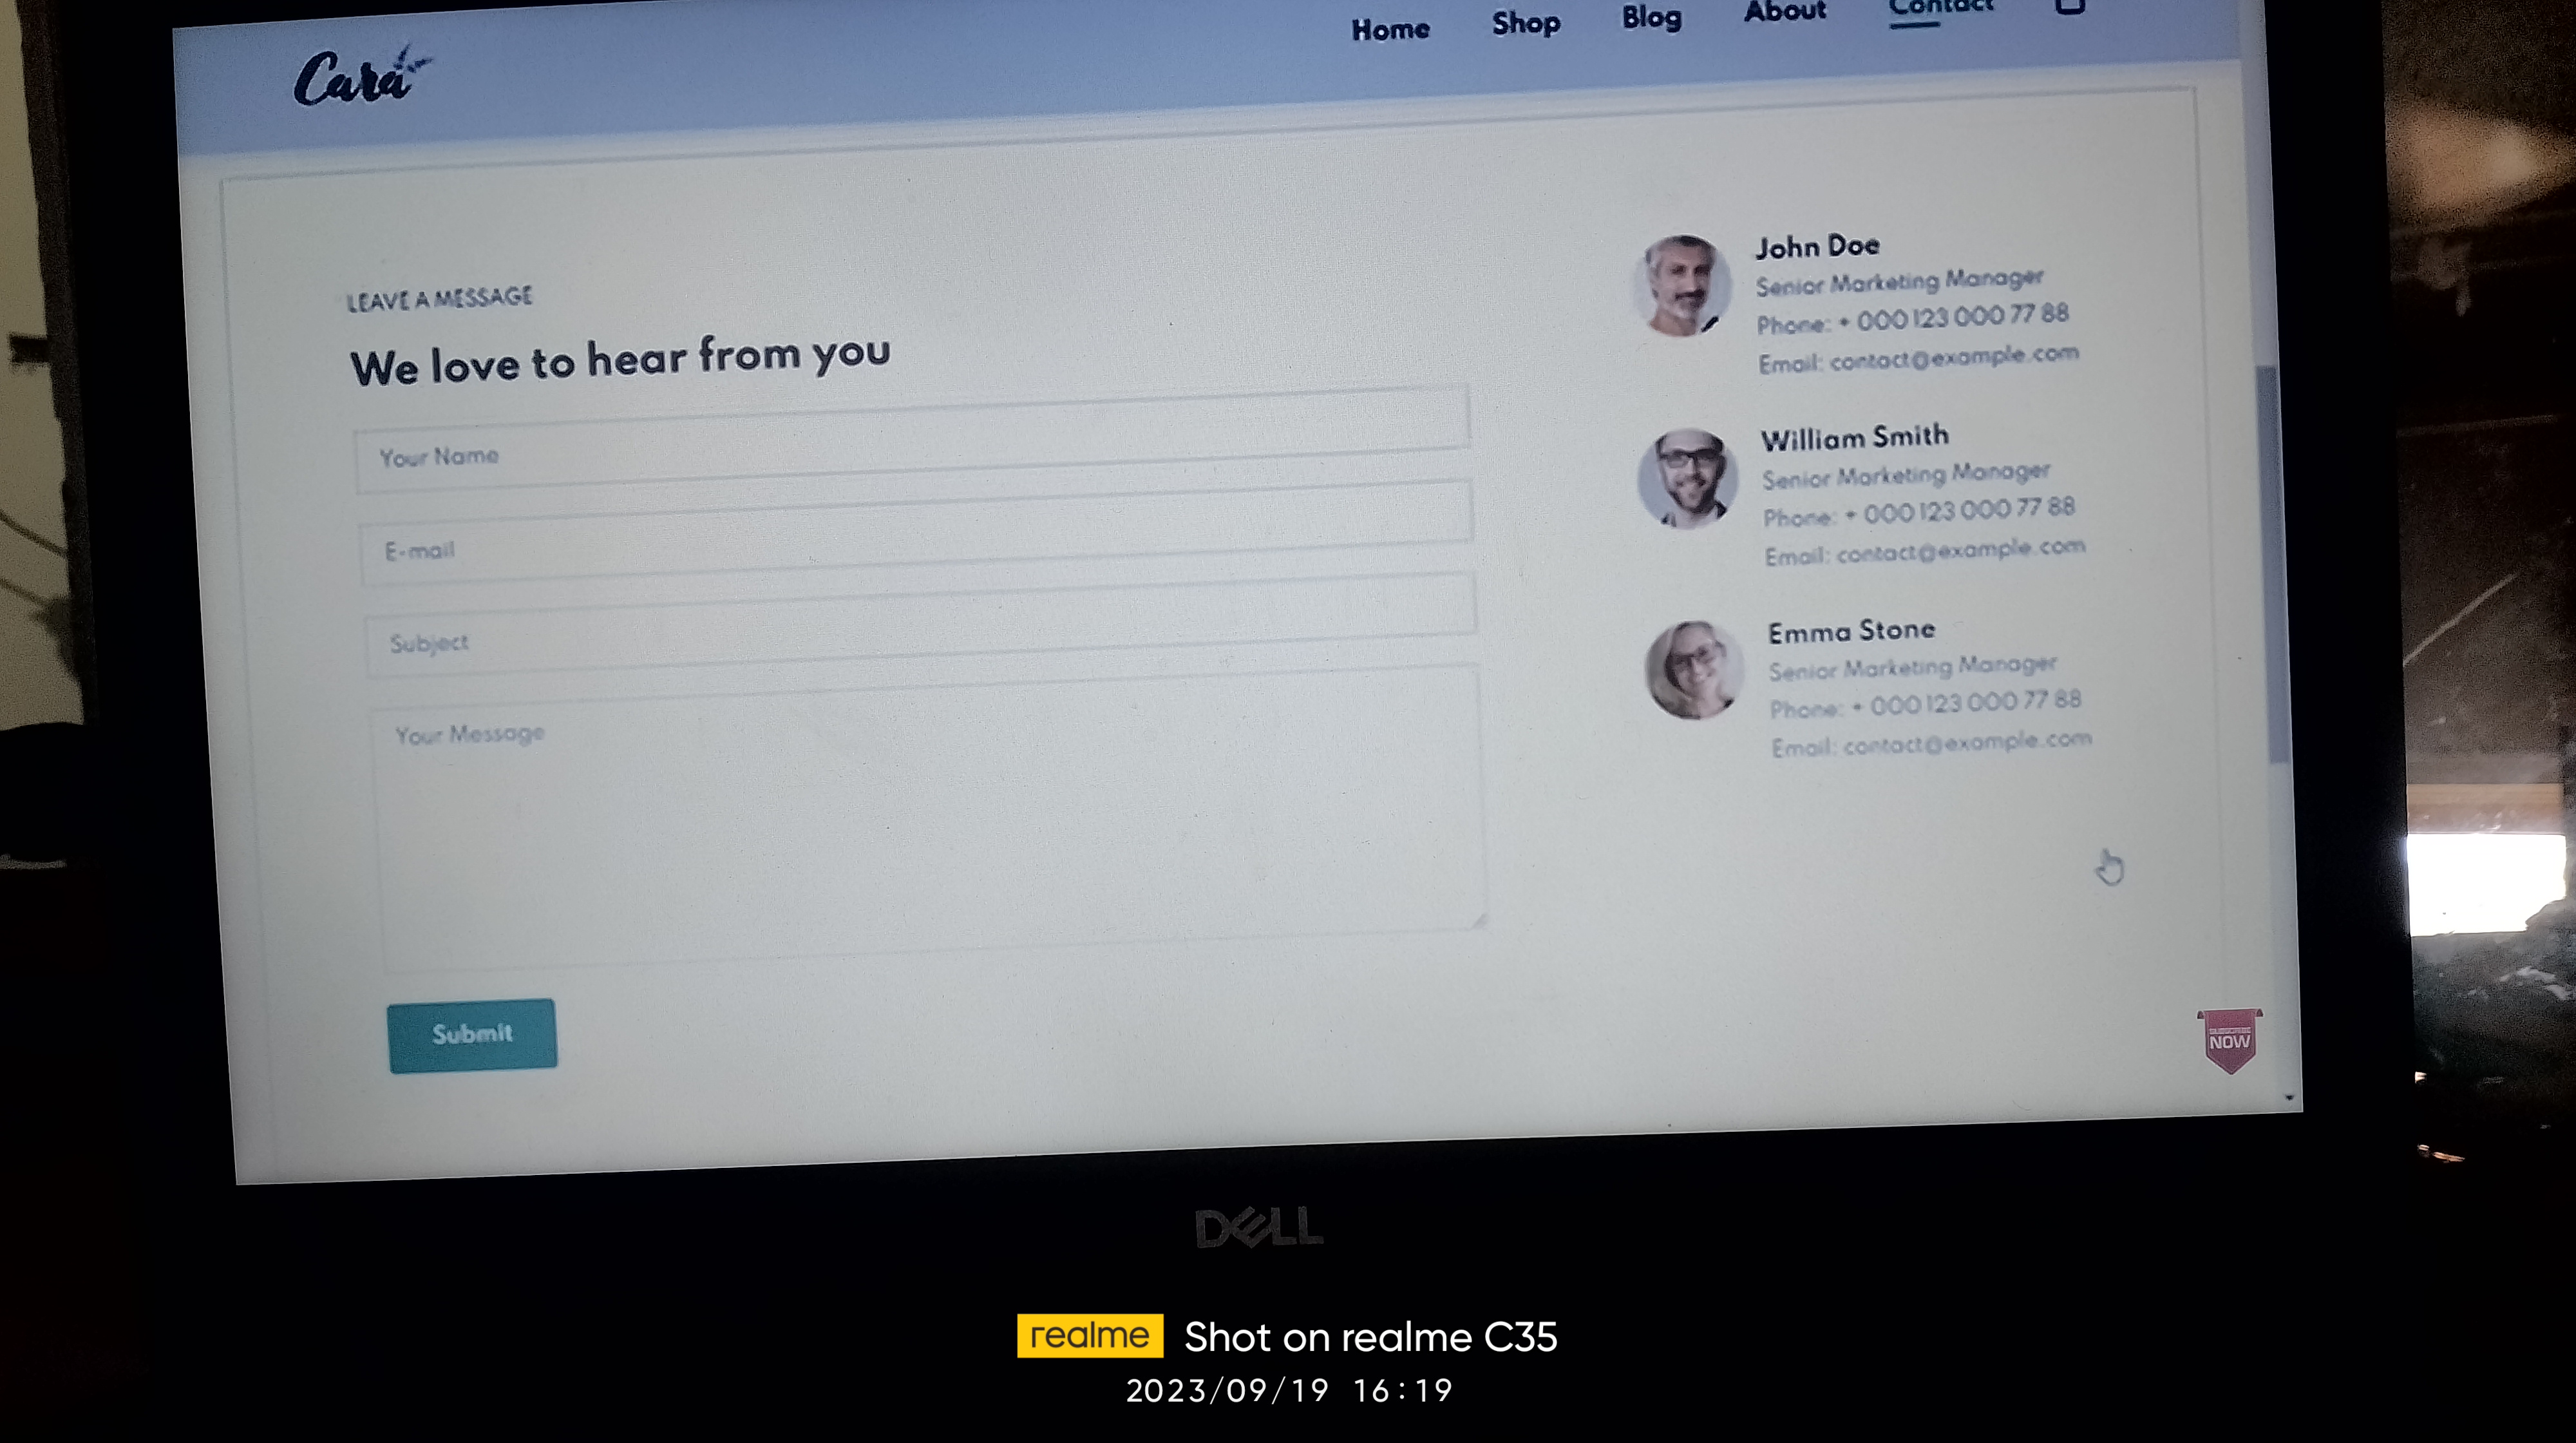 Cara
Home
Shop
Blog
About
Contact
LEAVE A MESSAGE
We love to hear from you
Your Name
E-mail
Subject
Your Message
Submit
John Doe
Senior Marketing Manager
Phone: + 000 123 000 77 88
Email: contact@example.com
William Smith
Senior Marketing Manager
Phone: + 000 123 000 77 88
Email: contact@example.com
Emma Stone
Senior Marketing Manager
Phone: + 000 123 000 77 88
Email: contact@example.com
NOW
DELL
realme Shot on realme C35
2023/09/19 16:19